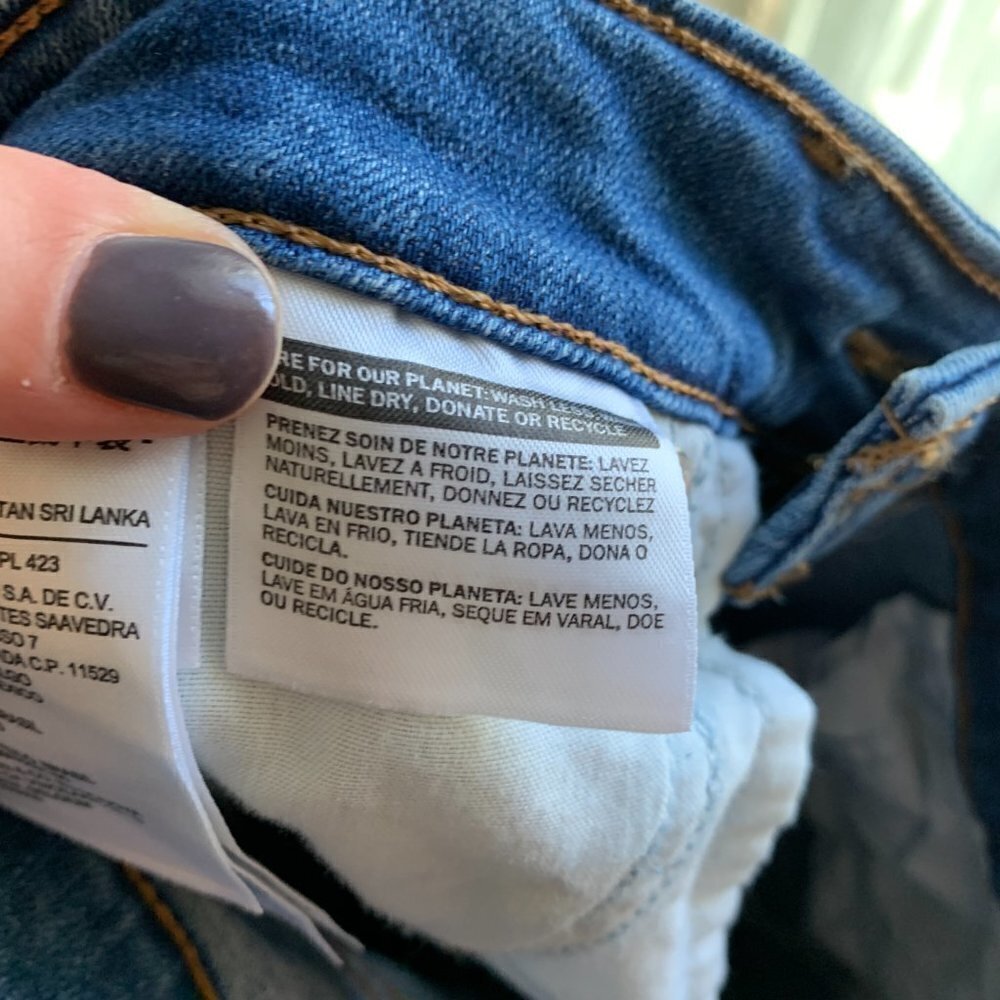 RE FOR OUR PLANET: WASH LESS,
OLD, LINE DRY, DONATE OR RECYCLE
PRENEZ SOIN DE NOTRE PLANETE: LAVEZ
MOINS, LAVEZ A FROID, LAISSEZ SECHER
NATURELLEMENT, DONNEZ OU RECYCLEZ
CUIDA NUESTRO PLANETA: LAVA MENOS,
LAVA EN FRIO, TIENDE LA ROPA, DONA O
RECICLA.
CUIDE DO NOSSO PLANETA: LAVE MENOS,
LAVE EM ÁGUA FRIA, SEQUE EM VARAL, DOE
OU RECICLE.
TAN SRI LANKA
PL 423
S.A. DE C.V.
TES SAAVEDRA
SO 7
DA C.P. 11529